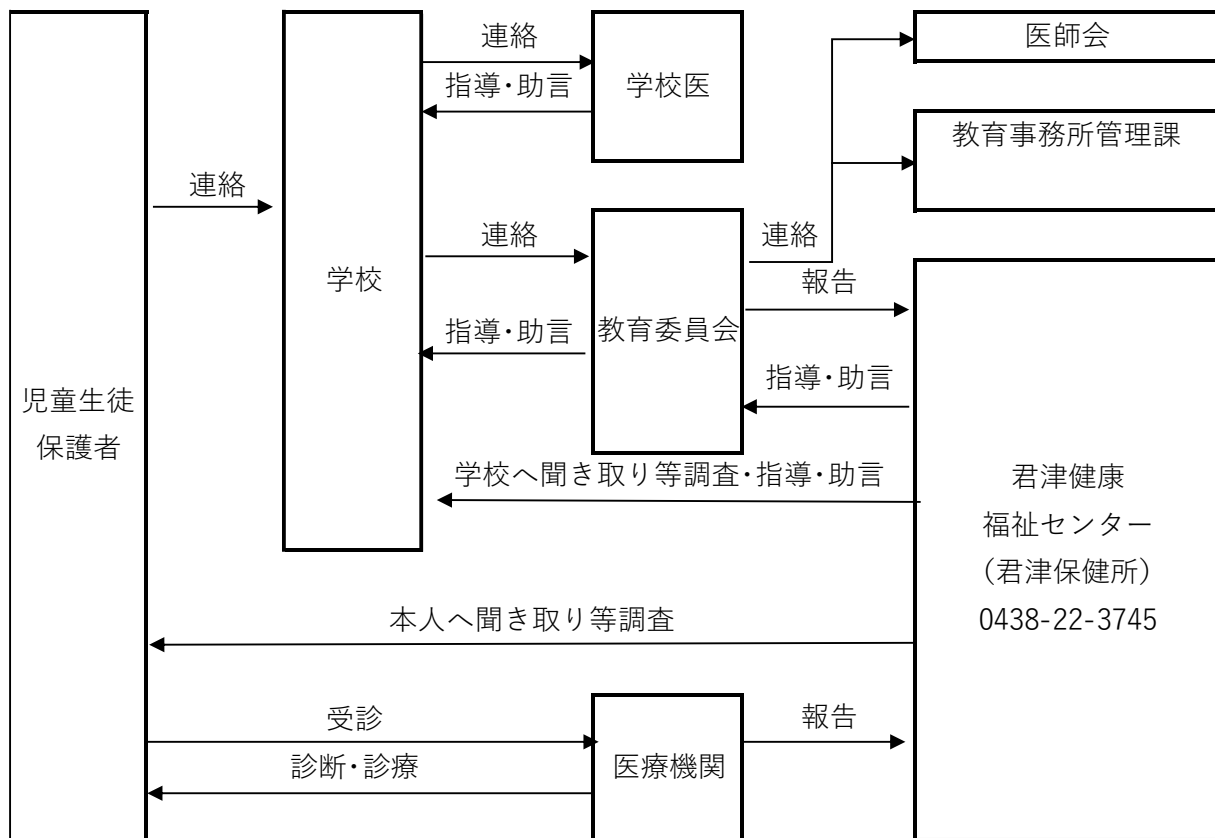 連絡
指導・助言
学校医
医師会
教育事務所管理課
連絡
学校
連絡
指導・助言
教育委員会
連絡
報告
指導・助言
児童生徒
保護者
学校へ聞き取り等調査・指導・助言
君津健康
福祉センター
（君津保健所）
0438-22-3745
本人へ聞き取り等調査
受診
診断・診療
医療機関
報告